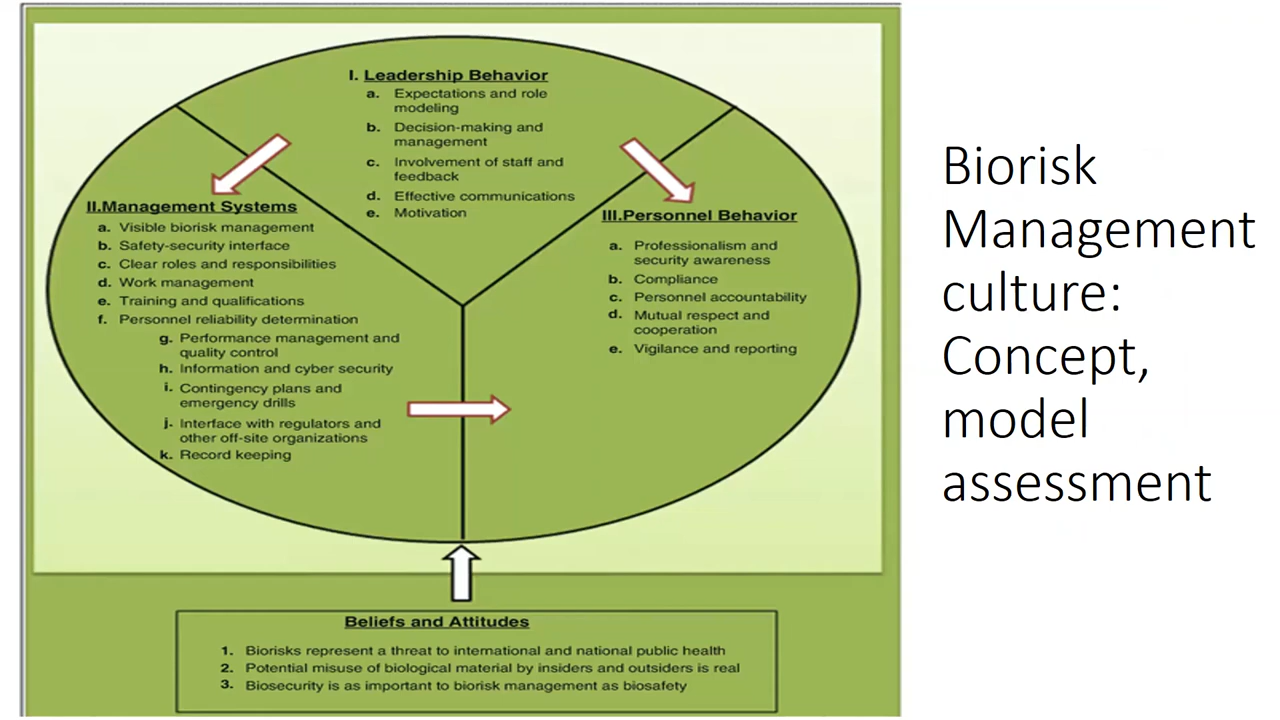 I. Leadership Behavior
a. Expectations and role
modeling
b. Decision-making and
management
c. Involvement of staff and
feedback
d. Effective communications
e. Motivation
II.Management Systems
a. Visible biorisk management
b. Safety-security interface
c. Clear roles and responsibilities
d. Work management
e. Training and qualifications
f. Personnel reliability determination
g. Performance management and
quality control
h. Information and cyber security
i. Contingency plans and
emergency drills
j. Interface with regulators and
other off-site organizations
k. Record keeping
III.Personnel Behavior
a. Professionalism and
security awareness
b. Compliance
c. Personnel accountability
d. Mutual respect and
cooperation
e. Vigilance and reporting
Beliefs and Attitudes
1. Biorisks represent a threat to international and national public health
2. Potential misuse of biological material by insiders and outsiders is real
3. Biosecurity is as important to biorisk management as biosafety
Biorisk
Management
culture:
Concept,
model
assessment